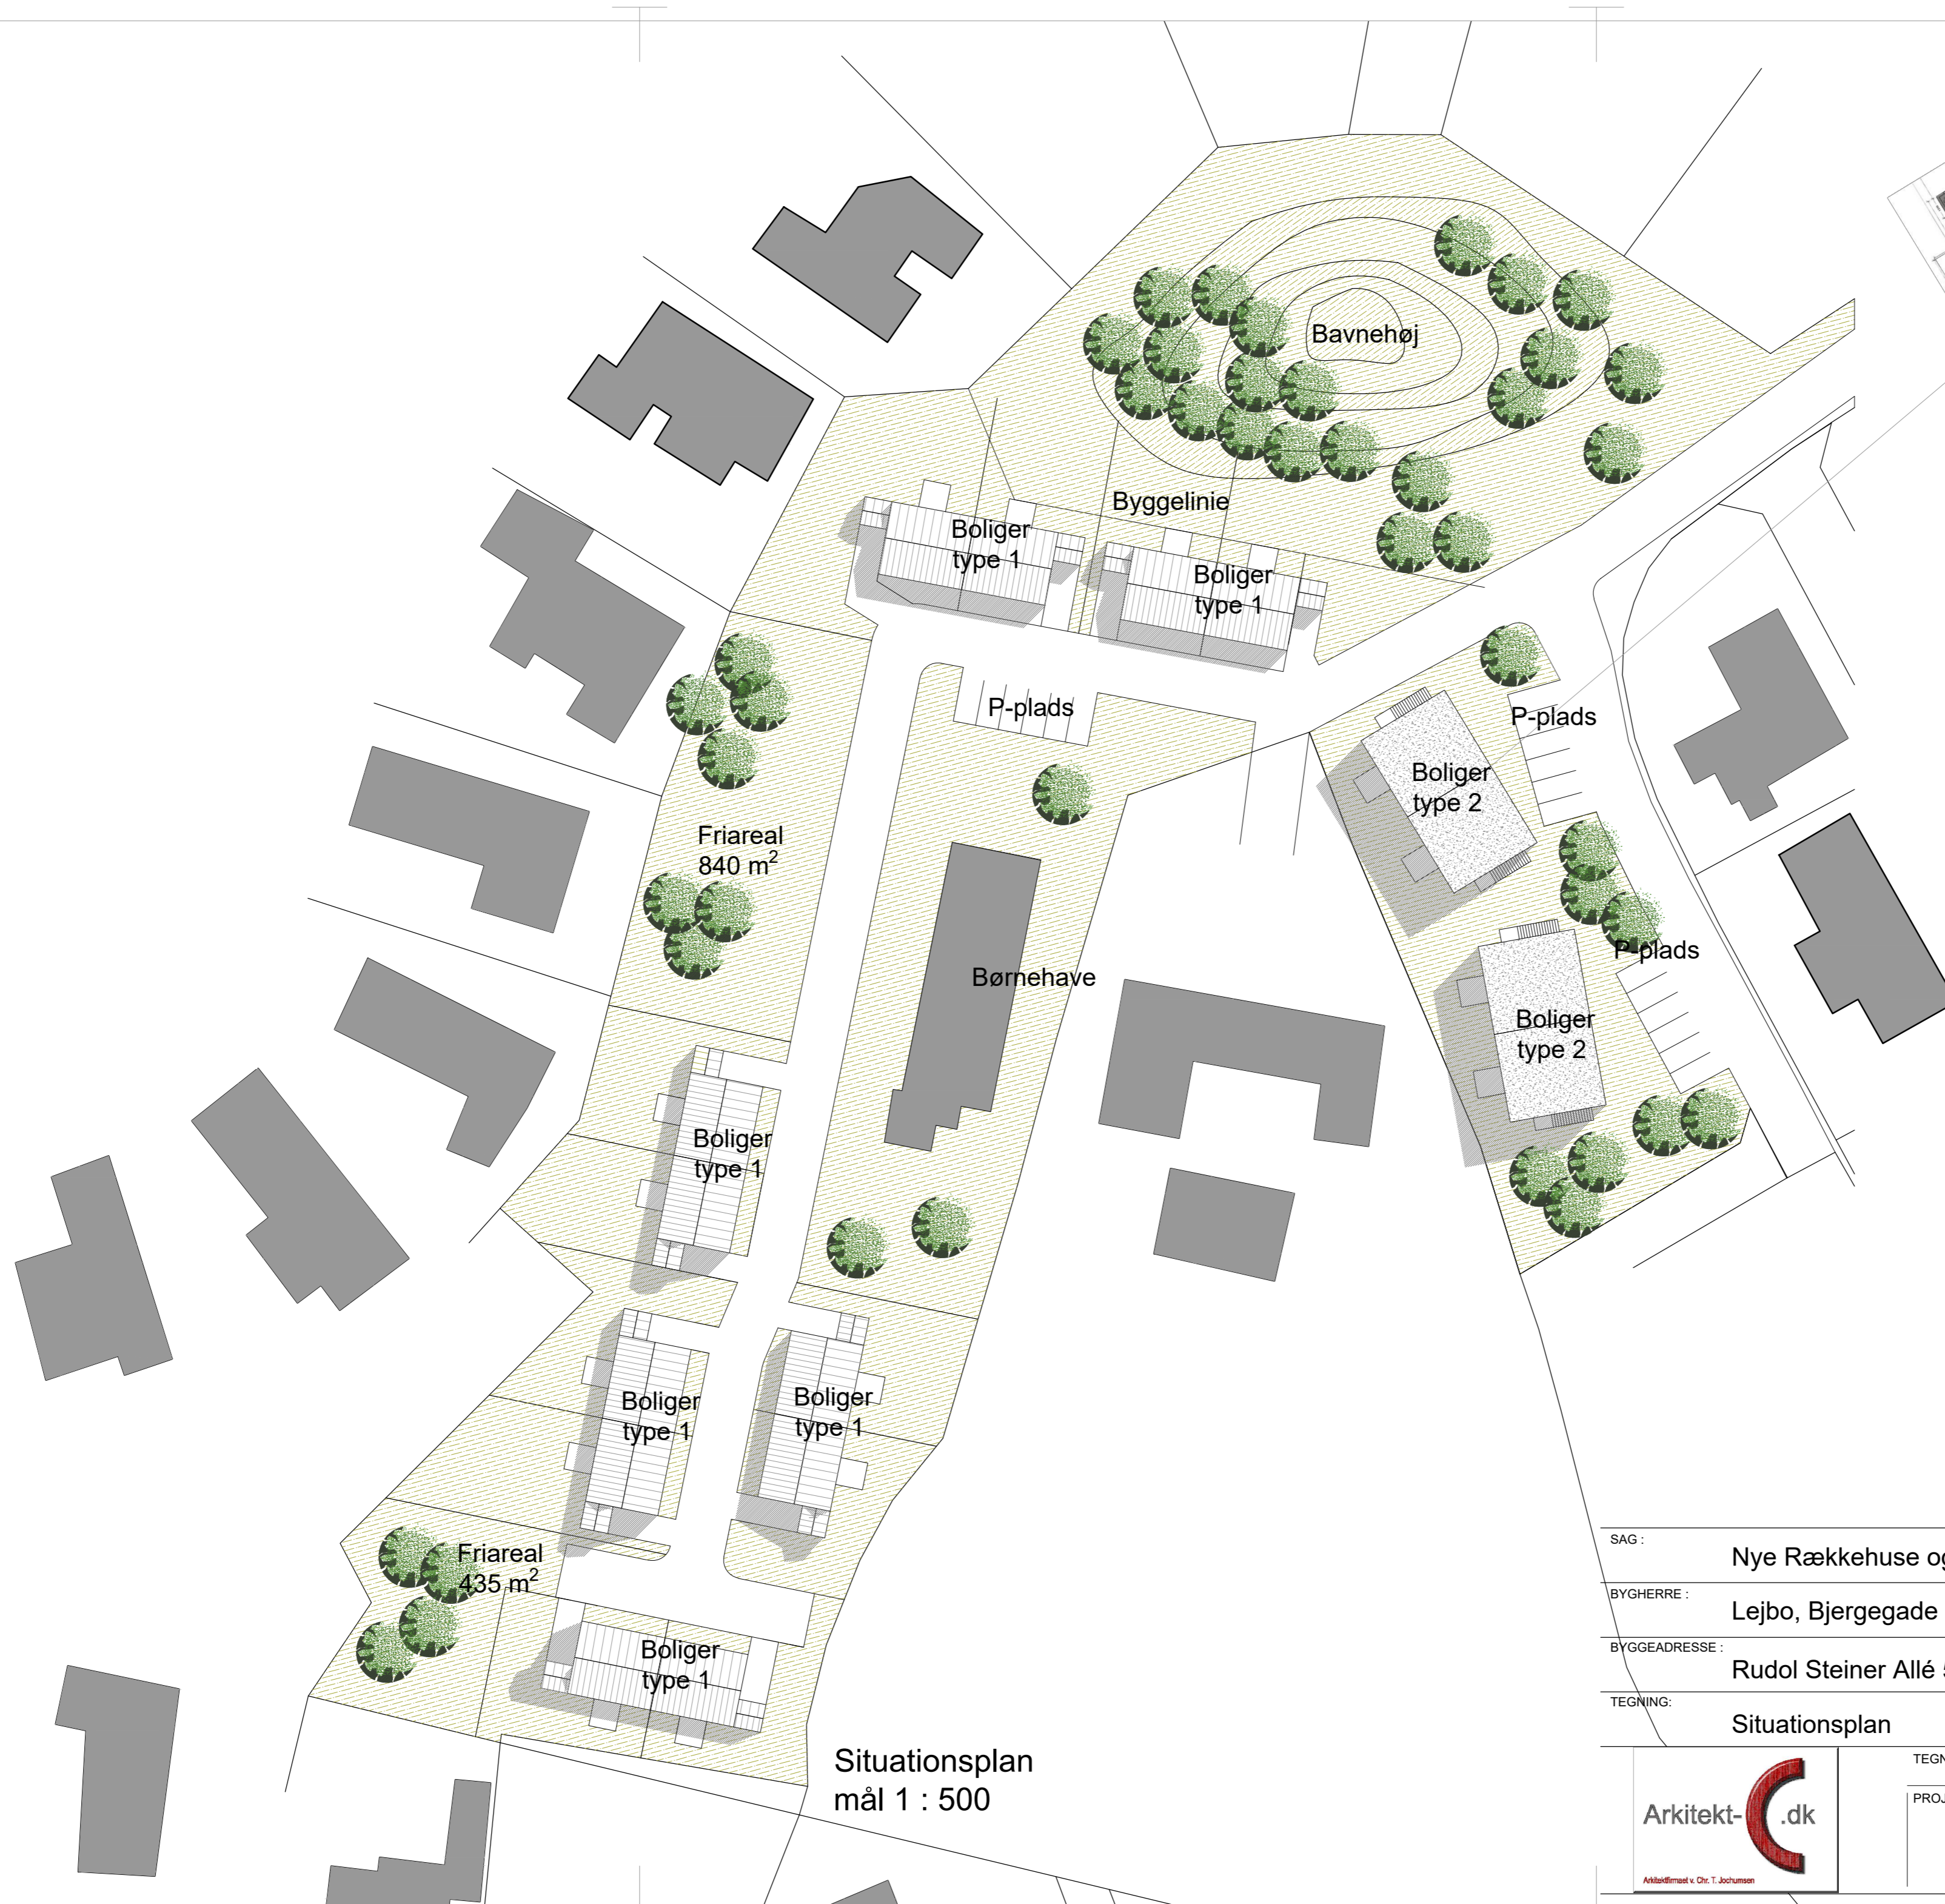 Bavnehøj
Byggelinie
Boliger
type 1
Boliger
type 1
P-plads
P-plads
Boliger
type 2
Friareal
840 m²
P-plads
Børnehave
Boliger
type 2
Boliger
type 1
Boliger
type 1
Boliger
type 1
Friareal
435 m²
Boliger
type 1
Situationsplan
mål 1 : 500
SAG :
Nye Rækkehuse og
BYGHERRE :
Lejbo, Bjergegade
BYGGEADRESSE :
Rudol Steiner Allé
TEGNING:
Situationsplan
Arkitekt-C.dk
Arkitektfirmaet v. Chr. T. Jochumsen
TEGN
PROJ